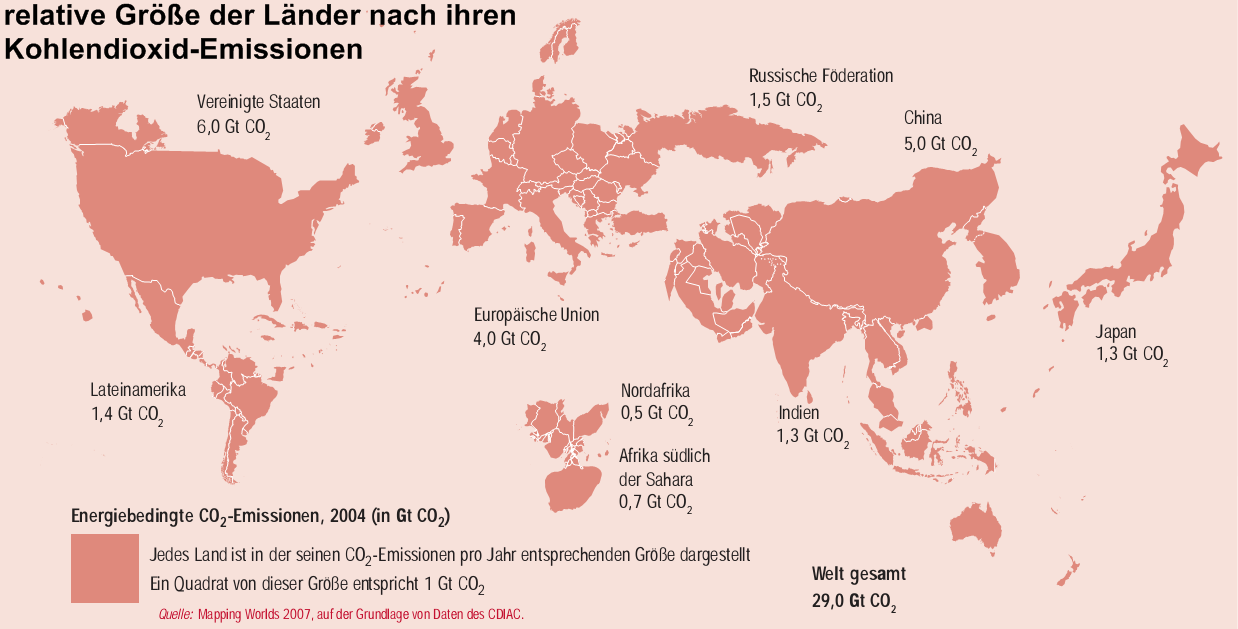 relative Größe der Länder nach ihren
Kohlendioxid-Emissionen
Vereinigte Staaten
6,0 Gt CO₂
Russische Föderation
1,5 Gt CO₂
China
5,0 Gt CO₂
Europäische Union
4,0 Gt CO₂
Japan
1,3 Gt CO₂
Lateinamerika
1,4 Gt CO₂
Nordafrika
0,5 Gt CO₂
Indien
1,3 Gt CO₂
Afrika südlich
der Sahara
0,7 Gt CO₂
Energiebedingte CO₂-Emissionen, 2004 (in Gt CO₂)
Jedes Land ist in der seinen CO₂-Emissionen pro Jahr entsprechenden Größe dargestellt
Ein Quadrat von dieser Größe entspricht 1 Gt CO₂
Quelle: Mapping Worlds 2007, auf der Grundlage von Daten des CDIAC.
Welt gesamt
29,0 Gt CO₂